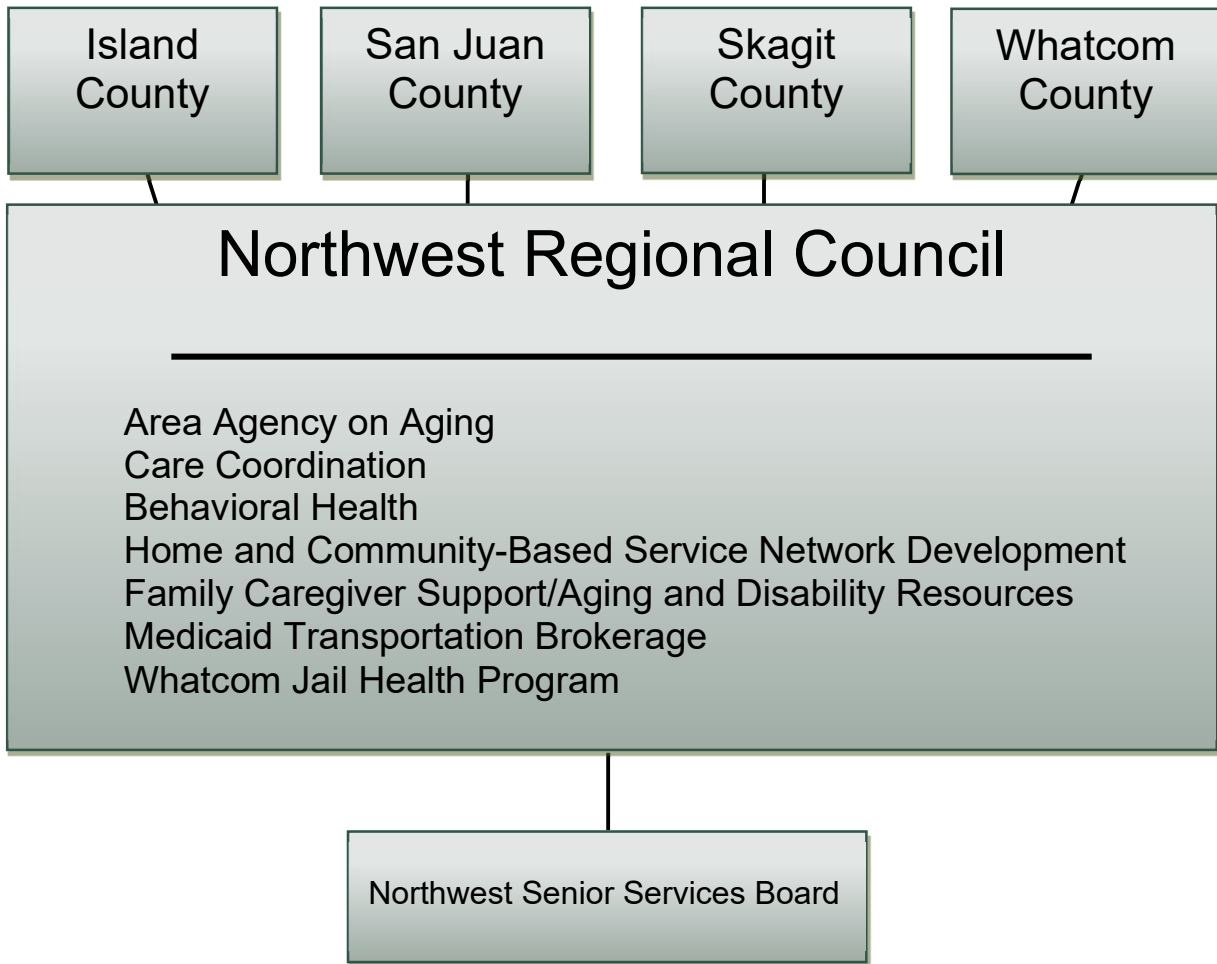 Island
County
San Juan
County
Skagit
County
Whatcom
County
Northwest Regional Council
Area Agency on Aging
Care Coordination
Behavioral Health
Home and Community-Based Service Network Development
Family Caregiver Support/Aging and Disability Resources
Medicaid Transportation Brokerage
Whatcom Jail Health Program
Northwest Senior Services Board